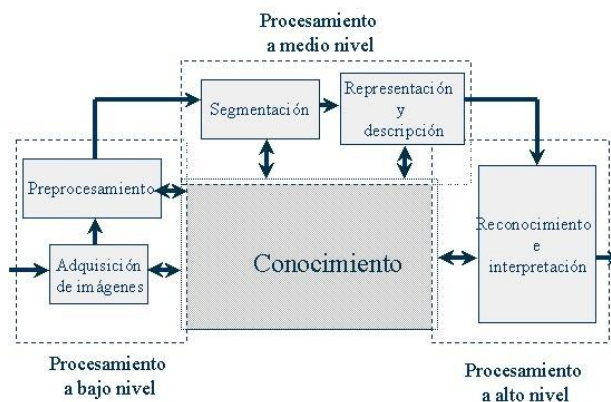 Procesamiento
a medio nivel
Segmentación
Representación
y
descripción
Preprocesamiento
Adquisición
de imágenes
Conocimiento
Reconocimiento
e
interpretación
Procesamiento
a bajo nivel
Procesamiento
a alto nivel